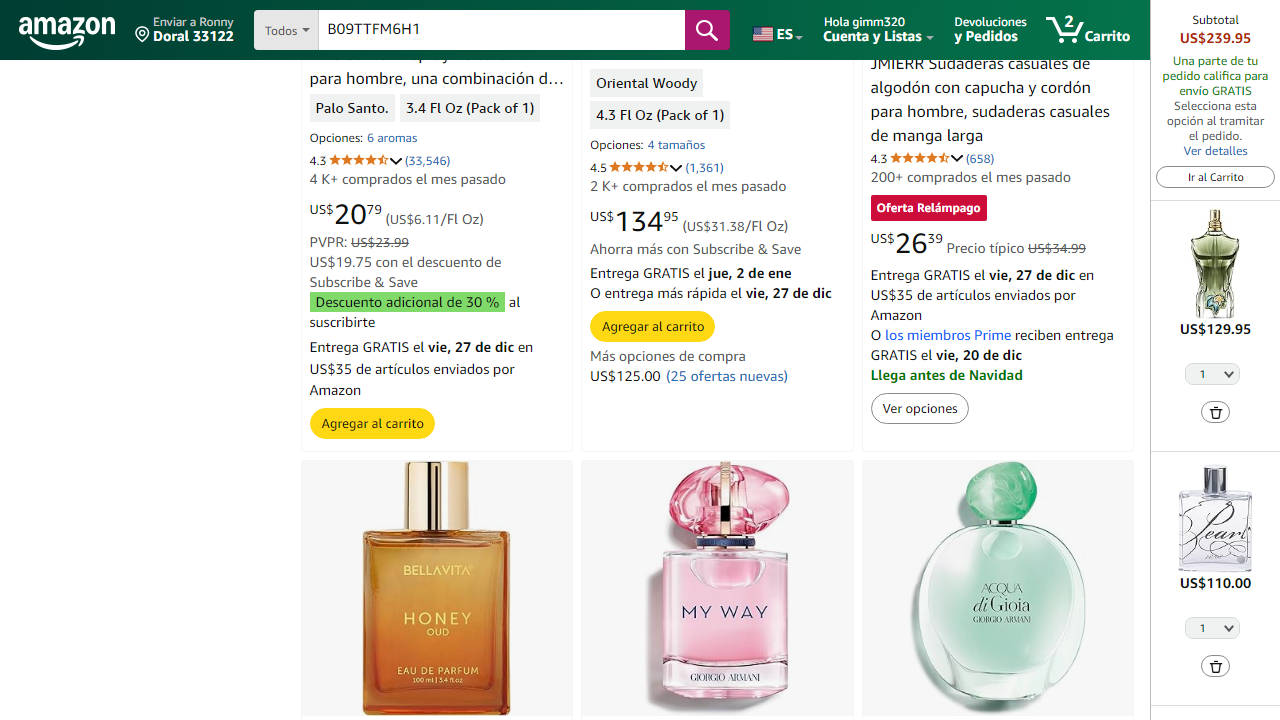 amazon
Enviar a Ronny
Doral 33122
Todos
B09TTFM6H1
ES
Hola gimm320
Cuenta y Listas
Devoluciones
y Pedidos
2
Carrito
para hombre, una combinación d…
Palo Santo.
3.4 Fl Oz (Pack of 1)
Opciones: 6 aromas
4.3 (33,546)
4 K+ comprados el mes pasado
US$20.79 (US$6.11/Fl Oz)
PVPR: US$23.99
US$19.75 con el descuento de
Subscribe & Save
Descuento adicional de 30 % al
suscribirte
Entrega GRATIS el vie, 27 de dic en
US$35 de artículos enviados por
Amazon
Agregar al carrito
Oriental Woody
4.3 Fl Oz (Pack of 1)
Opciones: 4 tamaños
4.5 (1,361)
2 K+ comprados el mes pasado
US$134.95 (US$31.38/Fl Oz)
Ahorra más con Subscribe & Save
Entrega GRATIS el jue, 2 de ene
O entrega más rápida el vie, 27 de dic
Agregar al carrito
Más opciones de compra
US$125.00 (25 ofertas nuevas)
JMIERR Sudaderas casuales de
algodón con capucha y cordón
para hombre, sudaderas casuales
de manga larga
4.3 (658)
200+ comprados el mes pasado
Oferta Relámpago
US$26.39 Precio típico US$34.99
Entrega GRATIS el vie, 27 de dic en
US$35 de artículos enviados por
Amazon
O los miembros Prime reciben entrega
GRATIS el vie, 20 de dic
Llega antes de Navidad
Ver opciones
BELLAVITA
HONEY
OUD
EAU DE PARFUM
100 ml | 3.4 fl.oz
MY WAY
GIORGIO ARMANI
ACQUA
di GIOIA
GIORGIO ARMANI
Subtotal
US$239.95
Una parte de tu
pedido califica para
envío GRATIS
Selecciona esta
opción al tramitar
el pedido.
Ver detalles
Ir al Carrito
US$129.95
1
Pearl
US$110.00
1